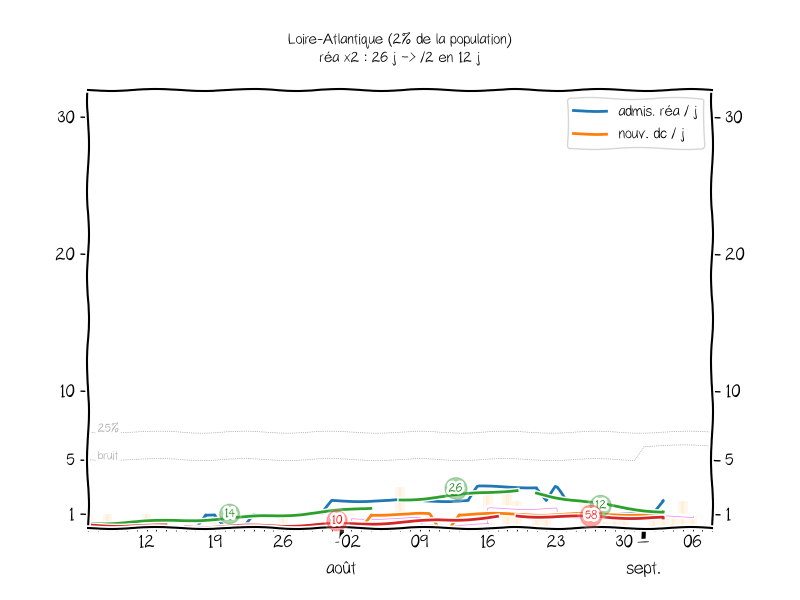 Loire-Atlantique (2% de la population)
réa x2 : 26 j -> /2 en 12 j
admis. réa / j
nouv. dc / j
30 30
20 20
10 10
25%
5 bruit 5
26
12
14
10
58
1 1
12 19 26 02 09 16 23 30 06
août sept.